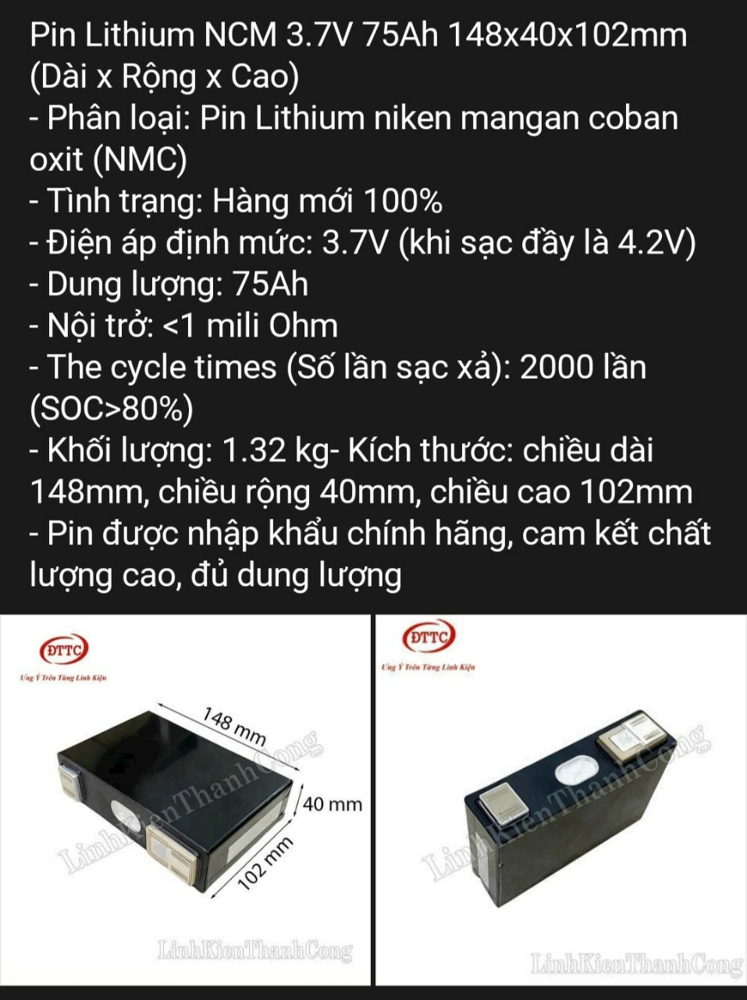 Pin Lithium NCM 3.7V 75Ah 148x40x102mm
(Dài x Rộng x Cao)
- Phân loại: Pin Lithium niken mangan coban
oxit (NMC)
- Tình trạng: Hàng mới 100%
- Điện áp định mức: 3.7V (khi sạc đầy là 4.2V)
- Dung lượng: 75Ah
- Nội trở: <1 mili Ohm
- The cycle times (Số lần sạc xả): 2000 lần
(SOC>80%)
- Khối lượng: 1.32 kg- Kích thước: chiều dài
148mm, chiều rộng 40mm, chiều cao 102mm
- Pin được nhập khẩu chính hãng, cam kết chất
lượng cao, đủ dung lượng
ĐTTC
Ưng Ý Trên Từng Linh Kiện
148 mm
40 mm
102 mm
LinhKienThanhCong
LinhKienThanhCong
ĐTTC
Ưng Ý Trên Từng Linh Kiện
LinhKienThanhCong
LinhKienThanhCong